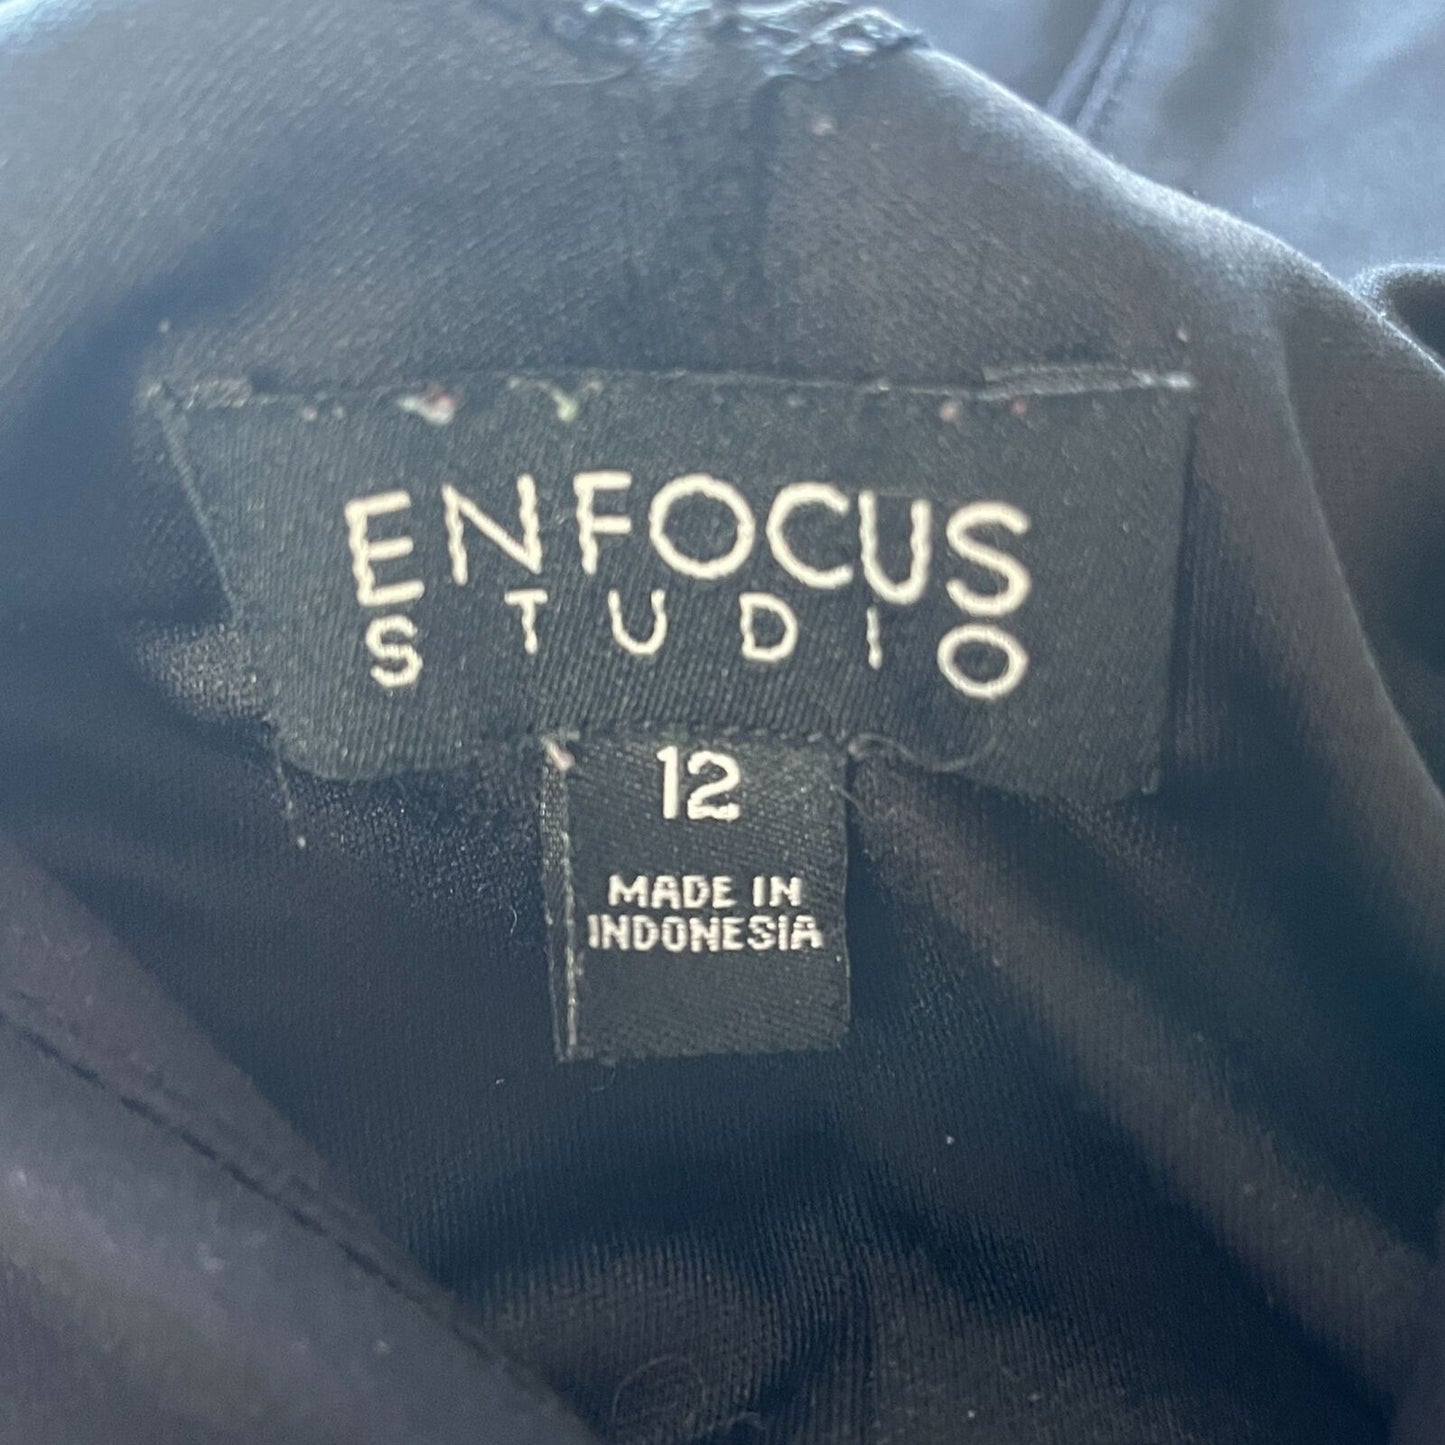 ENFOCUS
STUDIO
12
MADE IN
INDONESIA